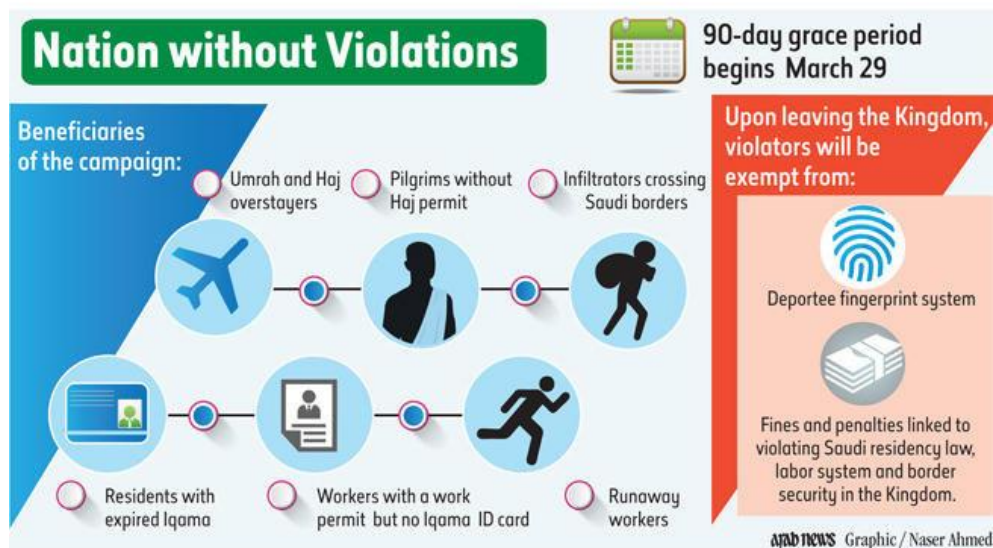 Nation without Violations
90-day grace period
begins March 29
Beneficiaries
of the campaign:
Umrah and Haj
overstayers
Pilgrims without
Haj permit
Infiltrators crossing
Saudi borders
Residents with
expired Iqama
Workers with a work
permit but no Iqama ID card
Runaway
workers
Upon leaving the Kingdom,
violators will be
exempt from:
Deportee fingerprint system
Fines and penalties linked to
violating Saudi residency law,
labor system and border
security in the Kingdom.
ARAB NEWS Graphic / Naser Ahmed